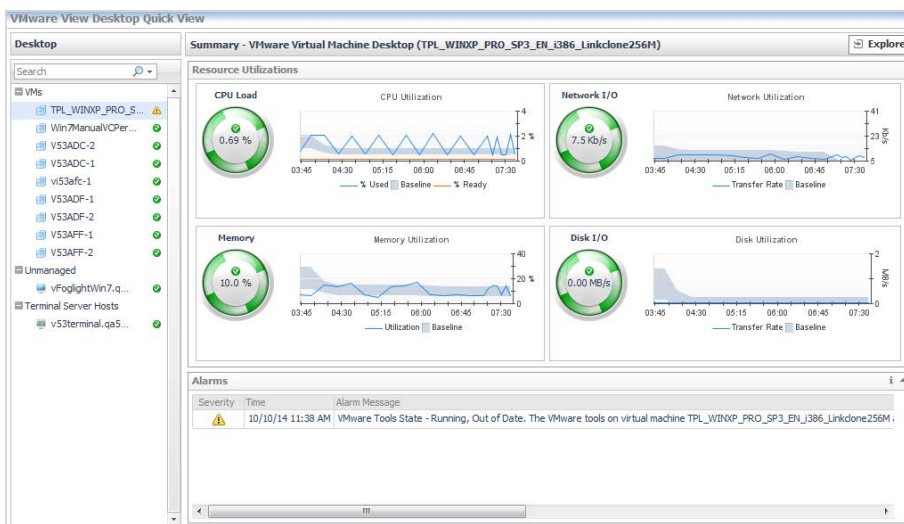 VMware View Desktop Quick View
Desktop
Summary - VMware Virtual Machine Desktop (TPL_WINXP_PRO_SP3_EN_i386_Linkclone256M)
Explore
Search
VMs
TPL_WINXP_PRO_S...
Win7ManualVCPer...
V53ADC-2
V53ADC-1
vi53afc-1
V53ADF-1
V53ADF-2
V53AFF-1
V53AFF-2
Unmanaged
vFoglightWin7.q...
Terminal Server Hosts
v53terminal.qa5...
Resource Utilizations
CPU Load
0.69 %
CPU Utilization
4
2 %
0
03:45 04:30 05:15 06:00 06:45 07:30
% Used Baseline % Ready
Network I/O
7.5 Kb/s
Network Utilization
41
23
5
Kb/s
03:45 04:30 05:15 06:00 06:45 07:30
Transfer Rate Baseline
Memory
10.0 %
Memory Utilization
40
20 %
0
03:45 04:30 05:15 06:00 06:45 07:30
Utilization Baseline
Disk I/O
0.00 MB/s
Disk Utilization
2
0
MB/s
03:45 04:30 05:15 06:00 06:45 07:30
Transfer Rate Baseline
Alarms
i
Severity Time Alarm Message
10/10/14 11:38 AM VMware Tools State - Running, Out of Date. The VMware tools on virtual machine TPL_WINXP_PRO_SP3_EN_i386_Linkclone256M